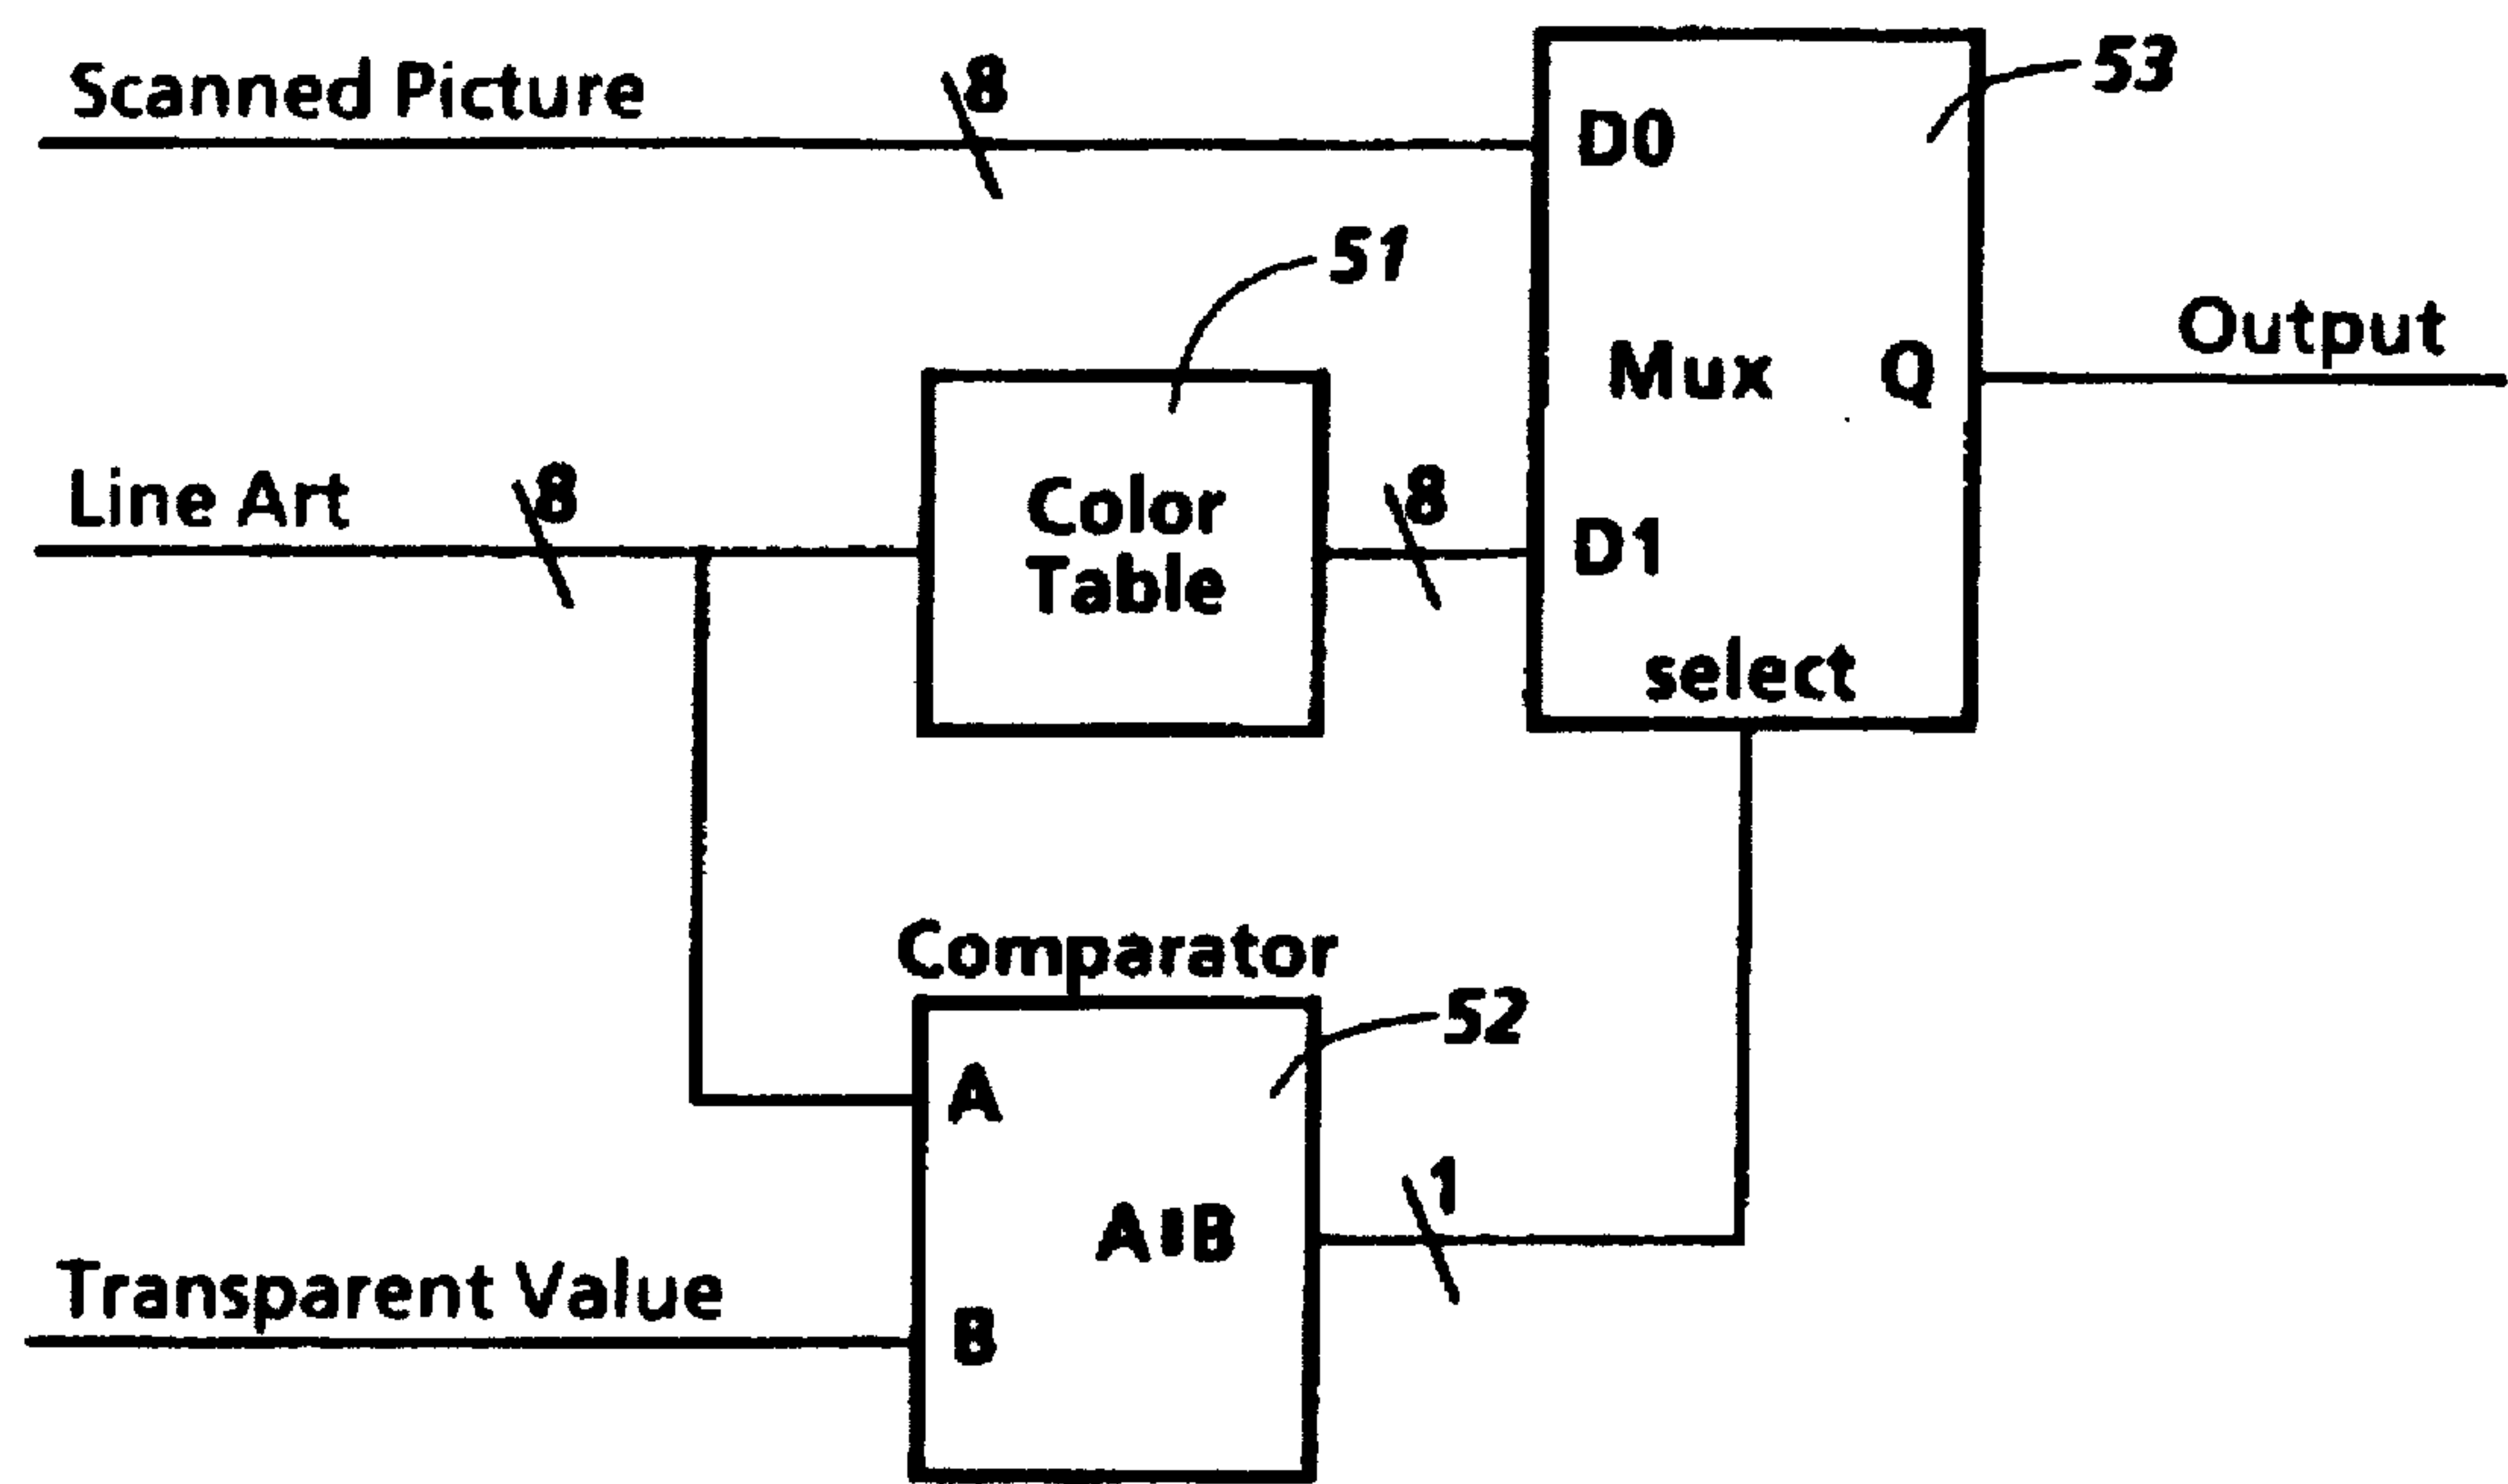 Scanned Picture
8
D0
53
51
Mux Q
Output
Line Art
8
Color
Table
8
D1
select
Comparator
52
A
1
Transparent Value
B